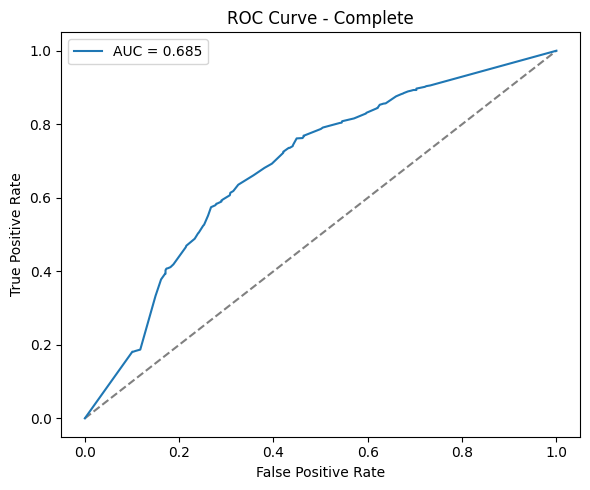 ROC Curve - Complete
AUC = 0.685
True Positive Rate
1.0
0.8
0.6
0.4
0.2
0.0
0.0 0.2 0.4 0.6 0.8 1.0
False Positive Rate